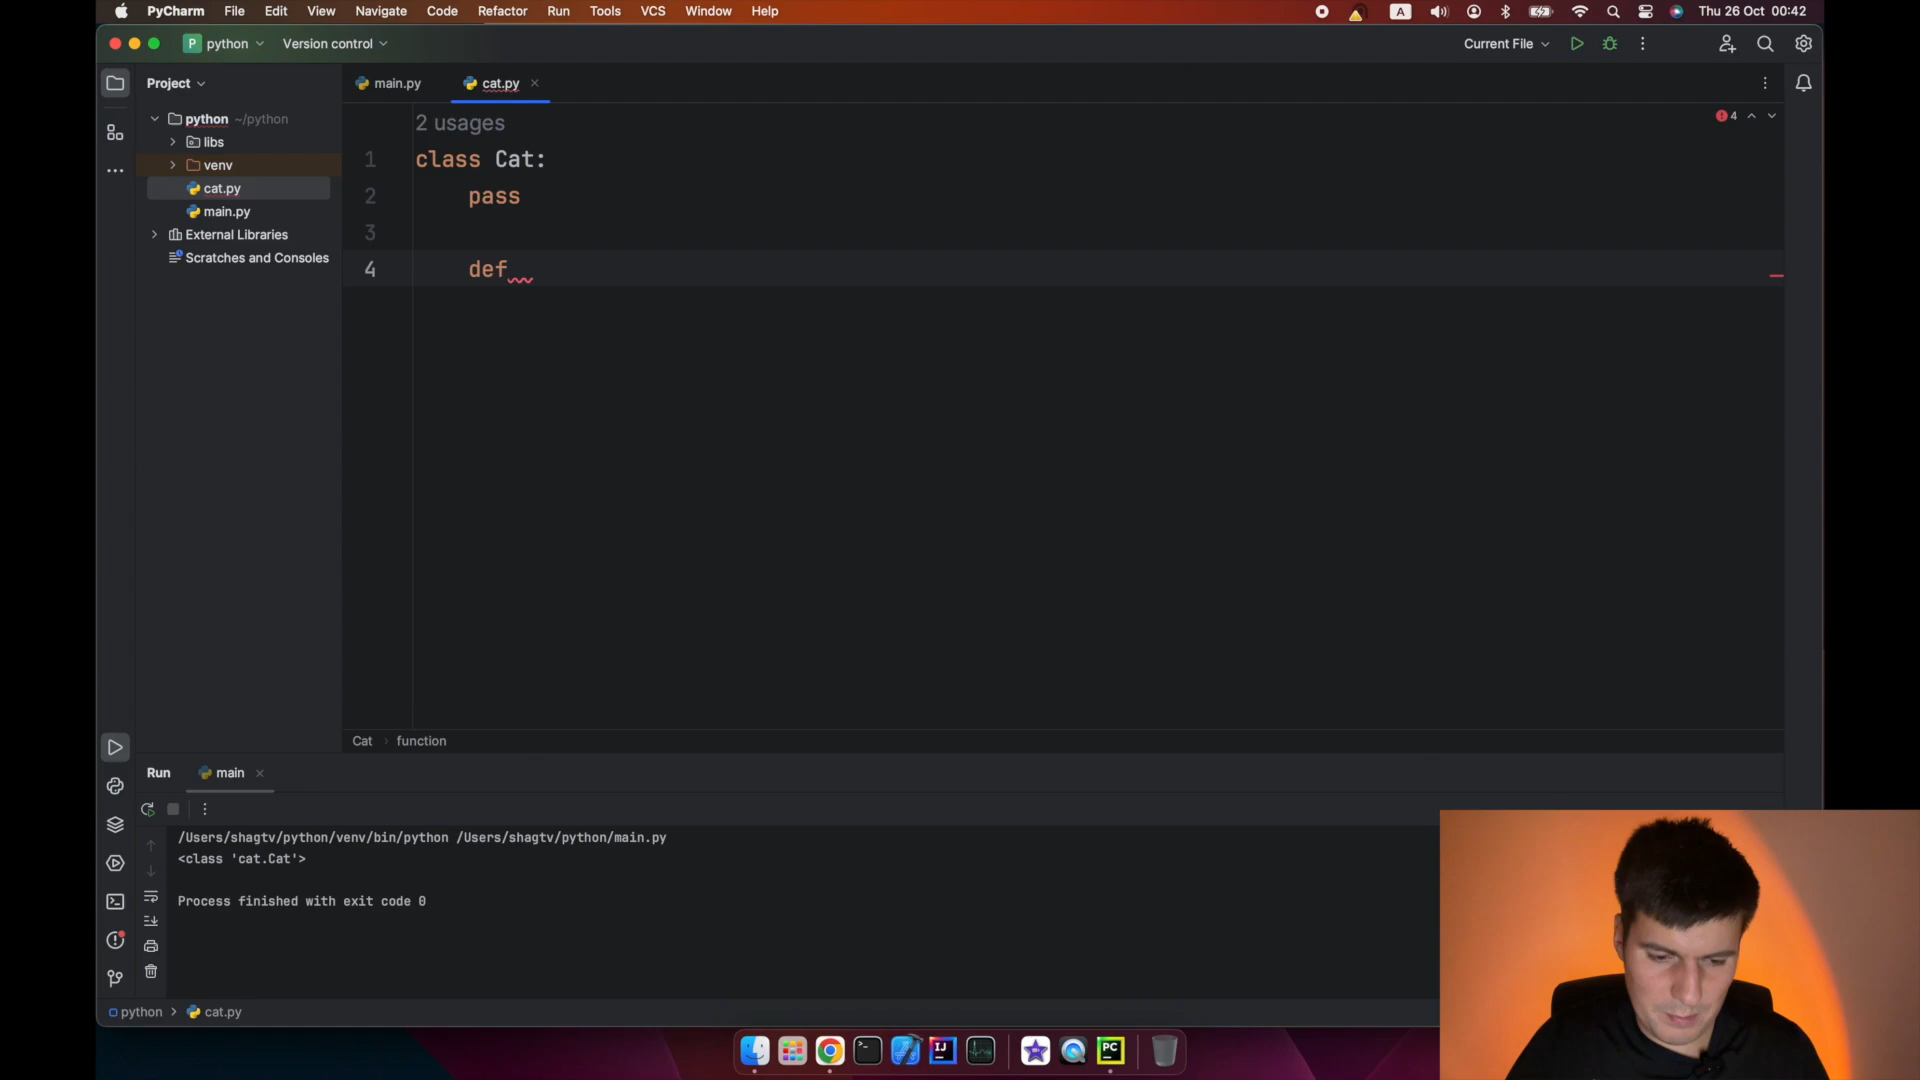 PyCharm File Edit View Navigate Code Refactor Run Tools VCS Window Help A Thu 26 Oct 00:42
P python Version control Current File
Project main.py cat.py
python ~/python
libs
venv
cat.py
main.py
External Libraries
Scratches and Consoles
2 usages 4
1 class Cat:
2 pass
3
4 def
Cat › function
Run main
/Users/shagtv/python/venv/bin/python /Users/shagtv/python/main.py
<class 'cat.Cat'>
Process finished with exit code 0
python > cat.py
IJ PC